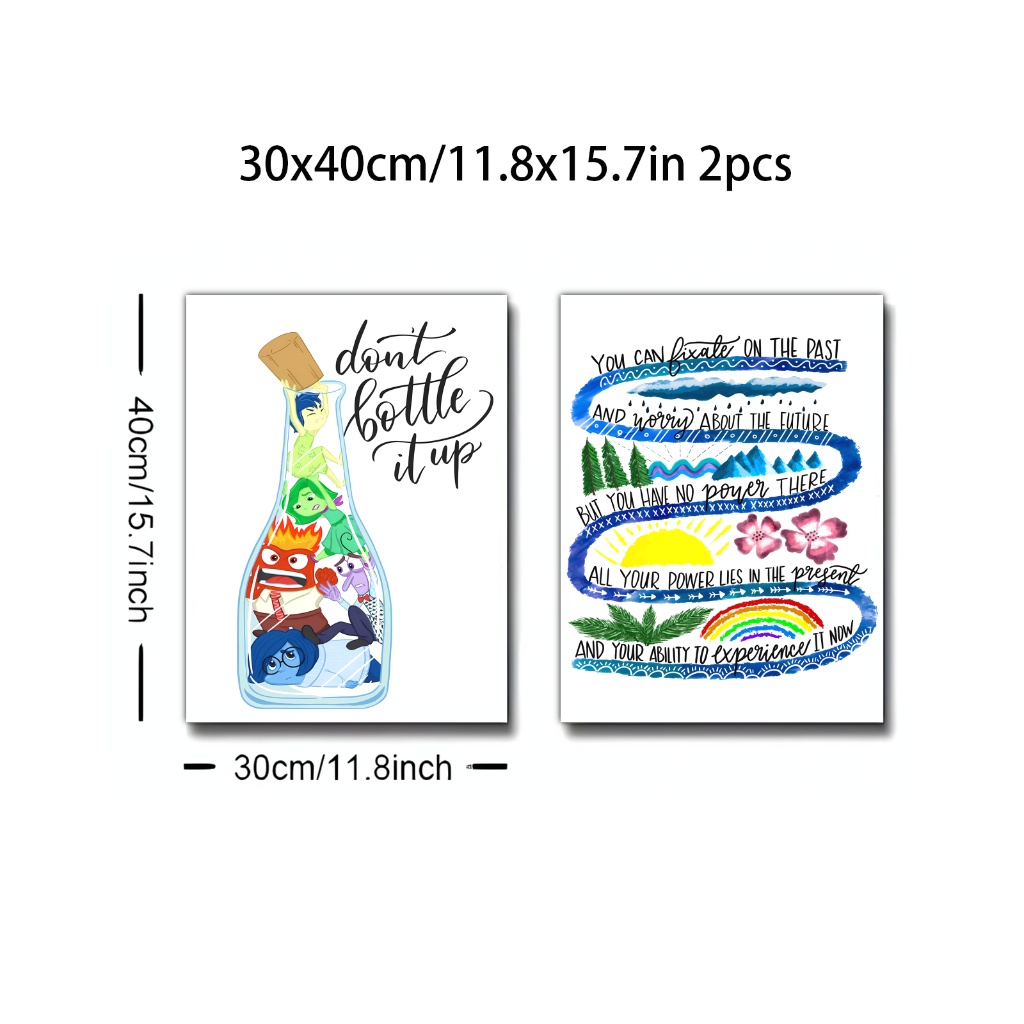 30x40cm/11.8x15.7in 2pcs
don't
bottle
it up
40cm/15.7inch
30cm/11.8inch
YOU CAN fixate ON THE PAST
AND worry ABOUT THE FUTURE
BUT YOU HAVE NO power THERE
ALL YOUR POWER LIES IN THE present
AND YOUR ABILITY TO experience IT NOW